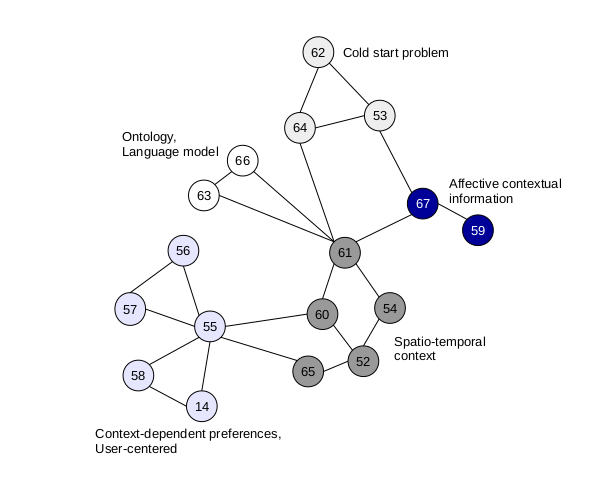 62
Cold start problem
53
64
Ontology,
Language model
66
63
Affective contextual
information
67
59
56
61
57
60
54
55
Spatio-temporal
context
52
58
65
14
Context-dependent preferences,
User-centered